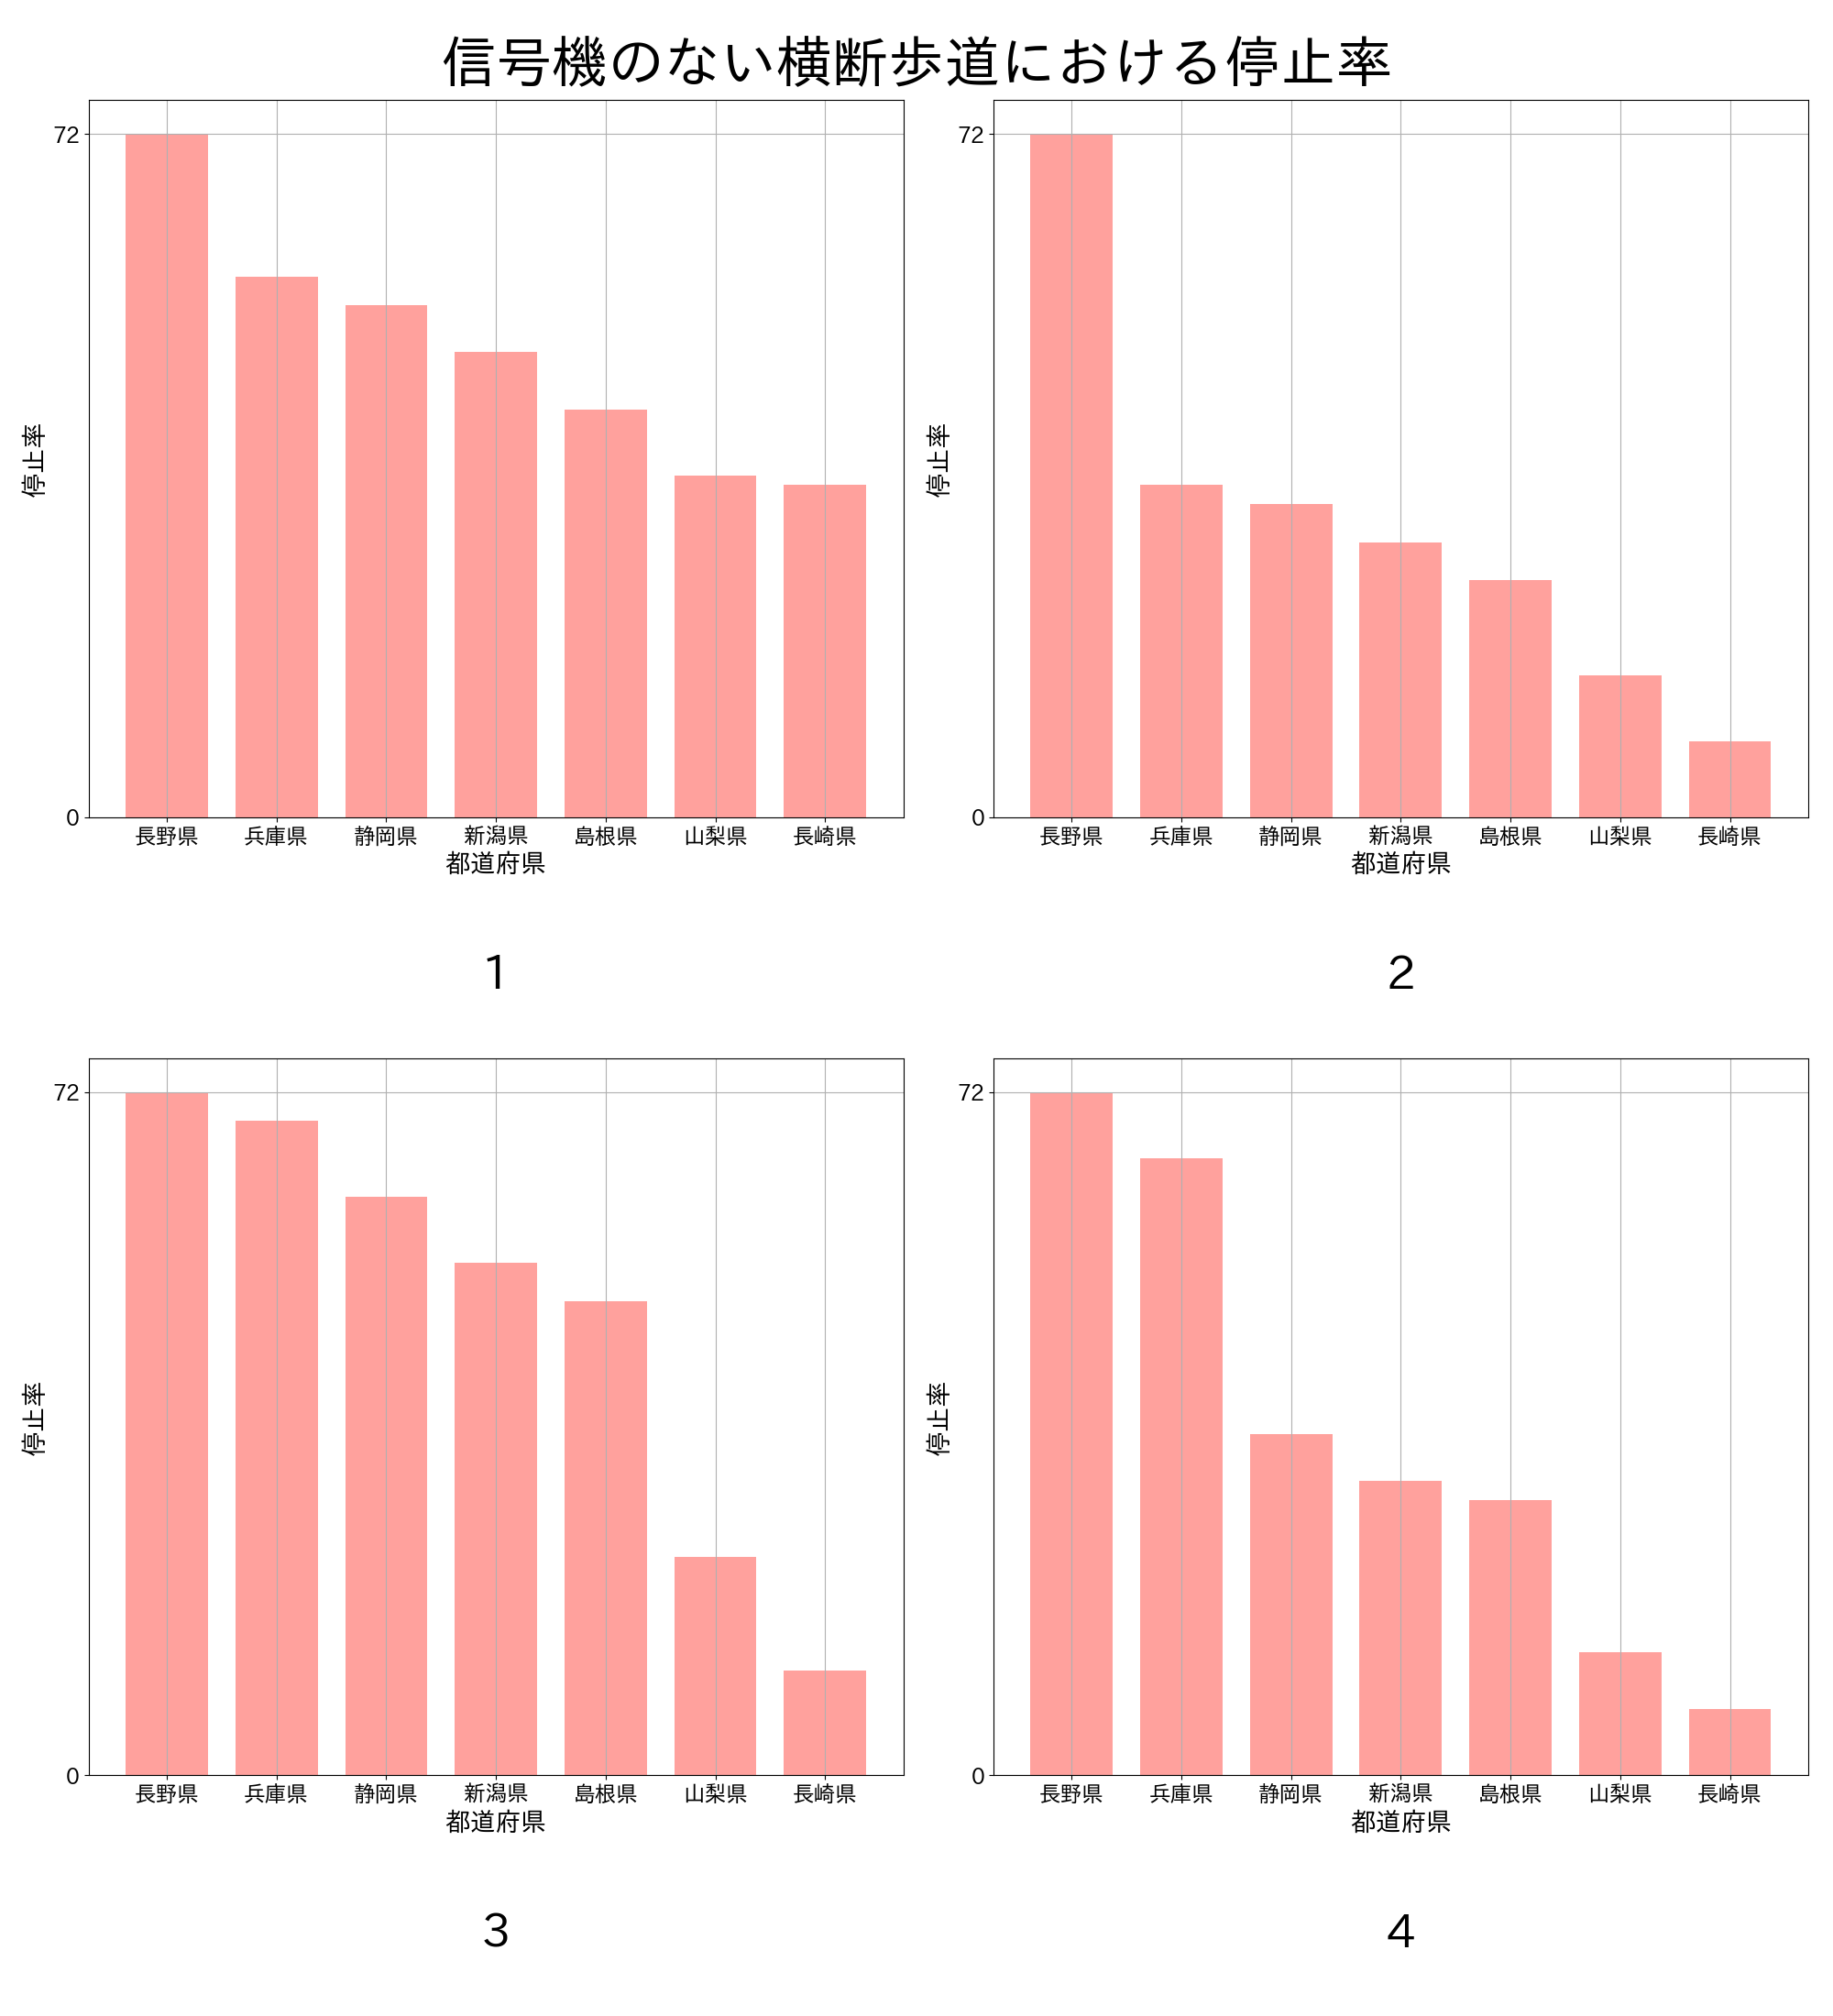 信号機のない横断歩道における停止率
72
0
停止率
長野県 兵庫県 静岡県 新潟県 島根県 山梨県 長崎県
都道府県
1
72
0
停止率
長野県 兵庫県 静岡県 新潟県 島根県 山梨県 長崎県
都道府県
2
72
0
停止率
長野県 兵庫県 静岡県 新潟県 島根県 山梨県 長崎県
都道府県
3
72
0
停止率
長野県 兵庫県 静岡県 新潟県 島根県 山梨県 長崎県
都道府県
4